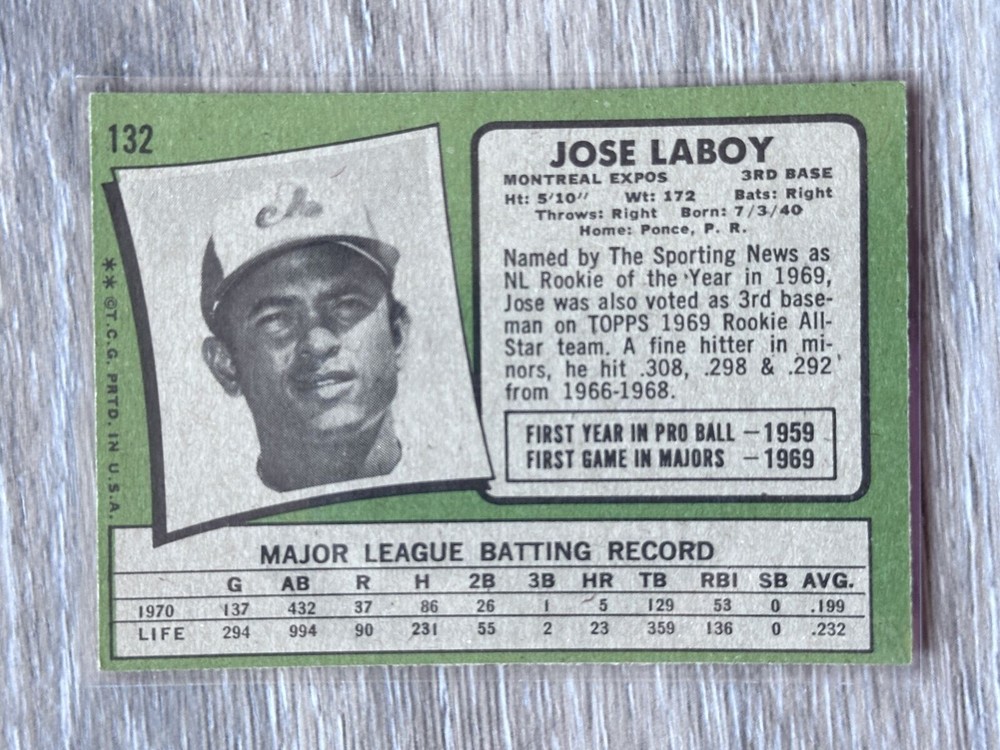 132
JOSE LABOY
MONTREAL EXPOS 3RD BASE
Ht: 5'10" Wt: 172 Bats: Right
Throws: Right Born: 7/3/40
Home: Ponce, P. R.
Named by The Sporting News as
NL Rookie of the Year in 1969,
Jose was also voted as 3rd base-
man on TOPPS 1969 Rookie All-
Star team. A fine hitter in mi-
nors, he hit .308, .298 & .292
from 1966-1968.
FIRST YEAR IN PRO BALL — 1959
FIRST GAME IN MAJORS — 1969
** ©T.C.G. PRTD. IN U.S.A.
MAJOR LEAGUE BATTING RECORD
G AB R H 2B 3B HR TB RBI SB AVG.
1970 137 432 37 86 26 1 5 129 53 0 .199
LIFE 294 994 90 231 55 2 23 359 136 0 .232